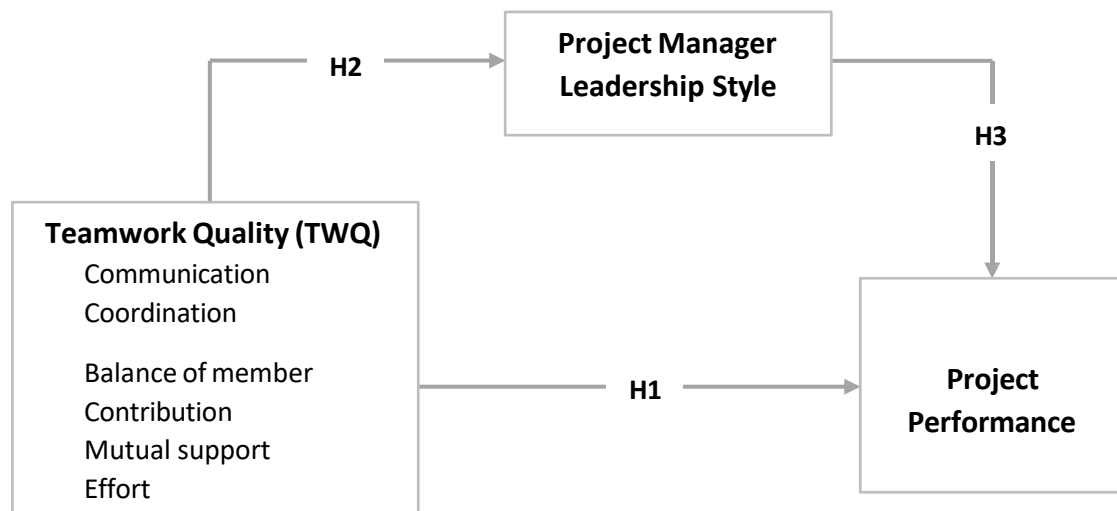 Project Manager
Leadership Style
H2
H3
Teamwork Quality (TWQ)
Communication
Coordination
Balance of member
Contribution
Mutual support
Effort
H1
Project
Performance